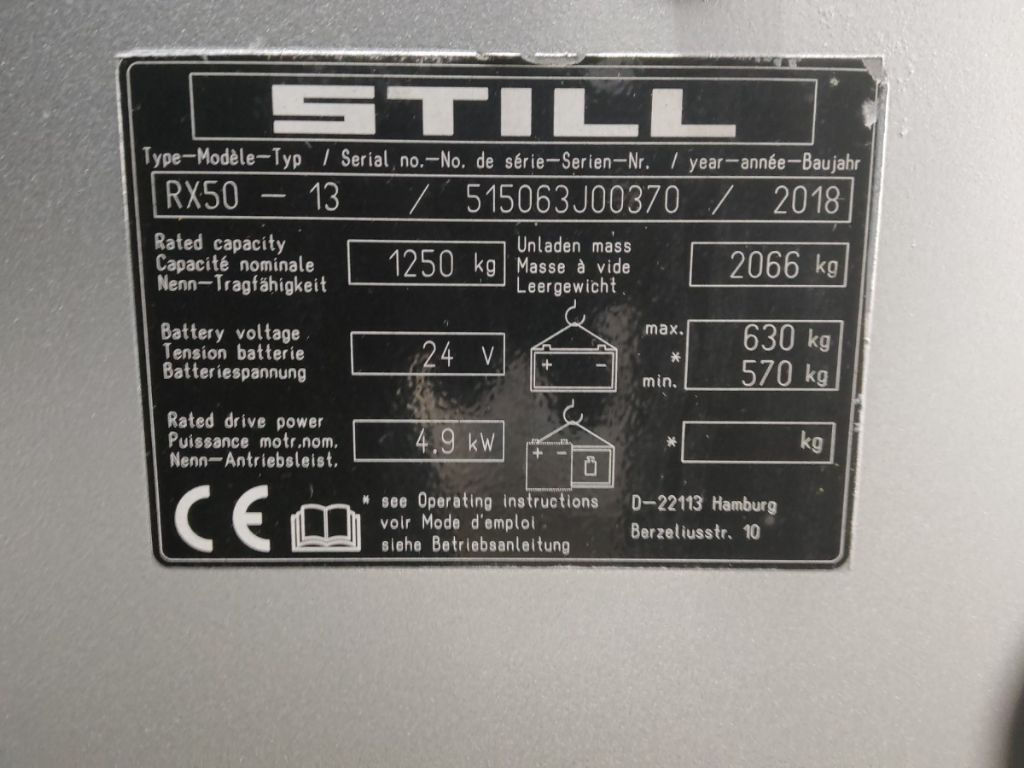 STILL
Type-Modèle-Typ / Serial no.-No. de série-Serien-Nr. / year-année-Baujahr
RX50 - 13 / 515063J00370 / 2018
Rated capacity
Capacité nominale
Nenn-Tragfähigkeit
1250 kg
Unladen mass
Masse à vide
Leergewicht
2066 kg
Battery voltage
Tension batterie
Batteriespannung
24 V
+ -
max.
*
min.
630 kg
570 kg
Rated drive power
Puissance motr.nom.
Nenn-Antriebsleist.
4.9 kW
+ -
* kg
CE
* see Operating instructions
voir Mode d'emploi
siehe Betriebsanleitung
D-22113 Hamburg
Berzeliusstr. 10